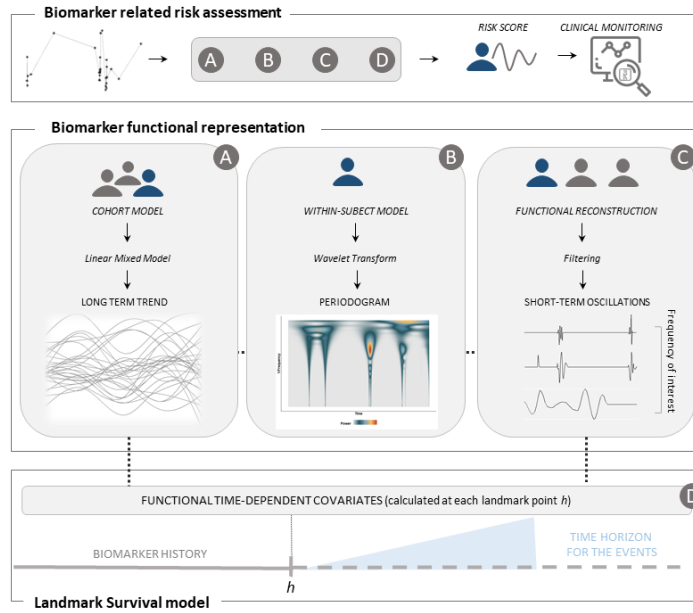 Biomarker related risk assessment
A B C D
RISK SCORE
CLINICAL MONITORING
Biomarker functional representation
A
COHORT MODEL
Linear Mixed Model
LONG TERM TREND
B
WITHIN-SUBECT MODEL
Wavelet Transform
PERIODOGRAM
Time
Power
C
FUNCTIONAL RECONSTRUCTION
Filtering
SHORT-TERM OSCILLATIONS
Frequency of interest
D
FUNCTIONAL TIME-DEPENDENT COVARIATES (calculated at each landmark point h)
BIOMARKER HISTORY
TIME HORIZON
FOR THE EVENTS
h
Landmark Survival model